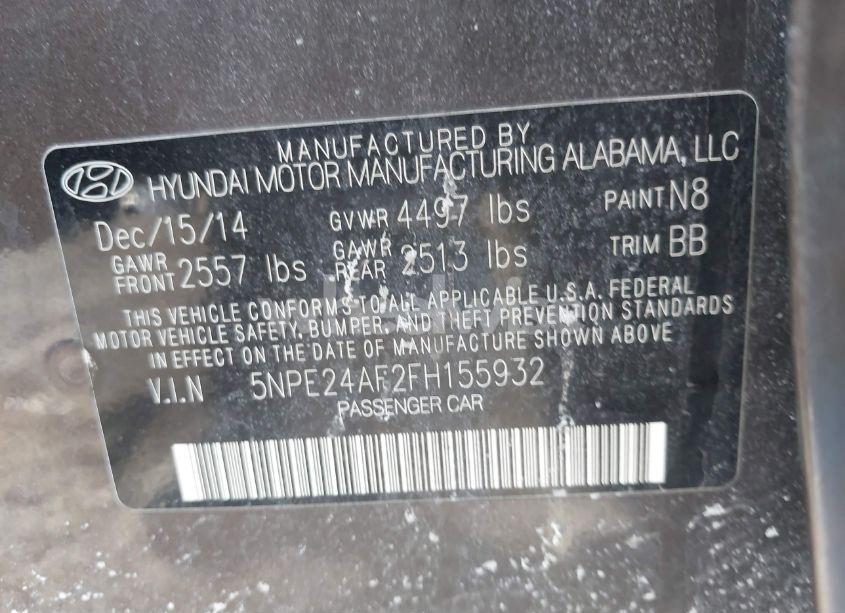 MANUFACTURED BY
HYUNDAI MOTOR MANUFACTURING ALABAMA, LLC
Dec/15/14 GVWR 4497 lbs PAINT N8
GAWR FRONT 2557 lbs GAWR REAR 2513 lbs TRIM BB
THIS VEHICLE CONFORMS TO ALL APPLICABLE U.S.A. FEDERAL
MOTOR VEHICLE SAFETY, BUMPER, AND THEFT PREVENTION STANDARDS
IN EFFECT ON THE DATE OF MANUFACTURE SHOWN ABOVE
V.I.N 5NPE24AF2FH155932
PASSENGER CAR